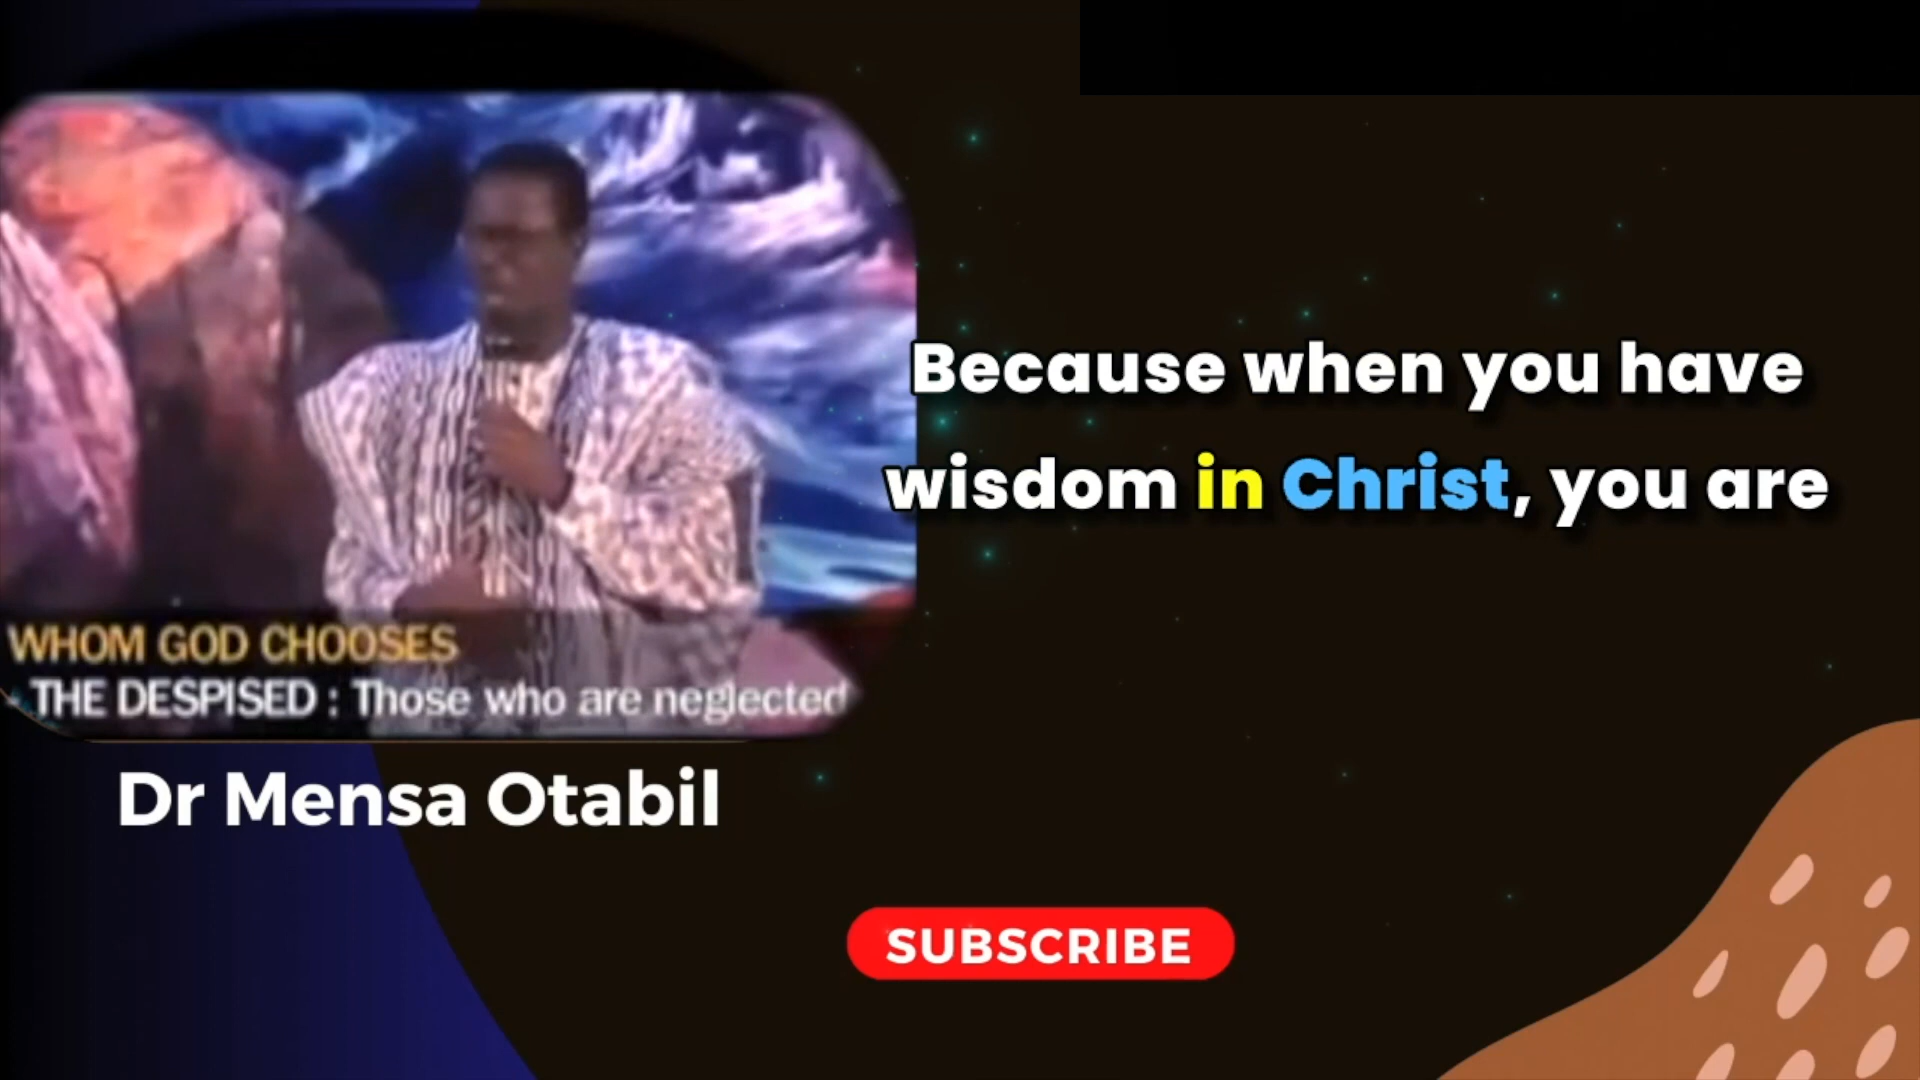 Because when you have
wisdom in Christ, you are
WHOM GOD CHOOSES
- THE DESPISED : Those who are neglected
Dr Mensa Otabil
SUBSCRIBE